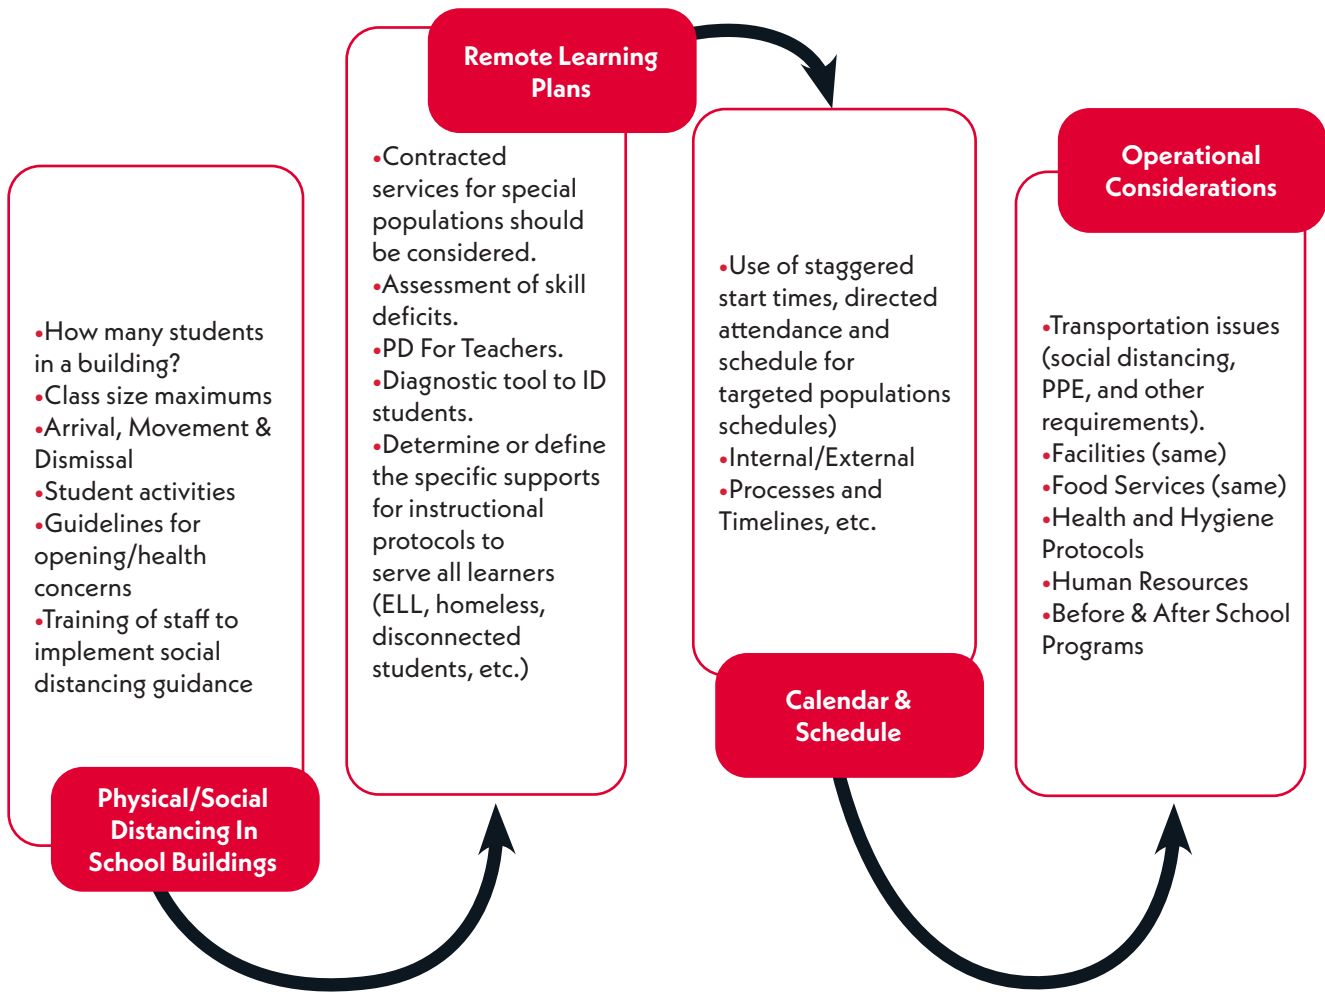 •How many students
in a building?
•Class size maximums
•Arrival, Movement &
Dismissal
•Student activities
•Guidelines for
opening/health
concerns
•Training of staff to
implement social
distancing guidance
Physical/Social
Distancing In
School Buildings
Remote Learning
Plans
•Contracted
services for special
populations should
be considered.
•Assessment of skill
deficits.
•PD For Teachers.
•Diagnostic tool to ID
students.
•Determine or define
the specific supports
for instructional
protocols to
serve all learners
(ELL, homeless,
disconnected
students, etc.)
•Use of staggered
start times, directed
attendance and
schedule for
targeted populations
schedules)
•Internal/External
•Processes and
Timelines, etc.
Calendar &
Schedule
Operational
Considerations
•Transportation issues
(social distancing,
PPE, and other
requirements).
•Facilities (same)
•Food Services (same)
•Health and Hygiene
Protocols
•Human Resources
•Before & After School
Programs